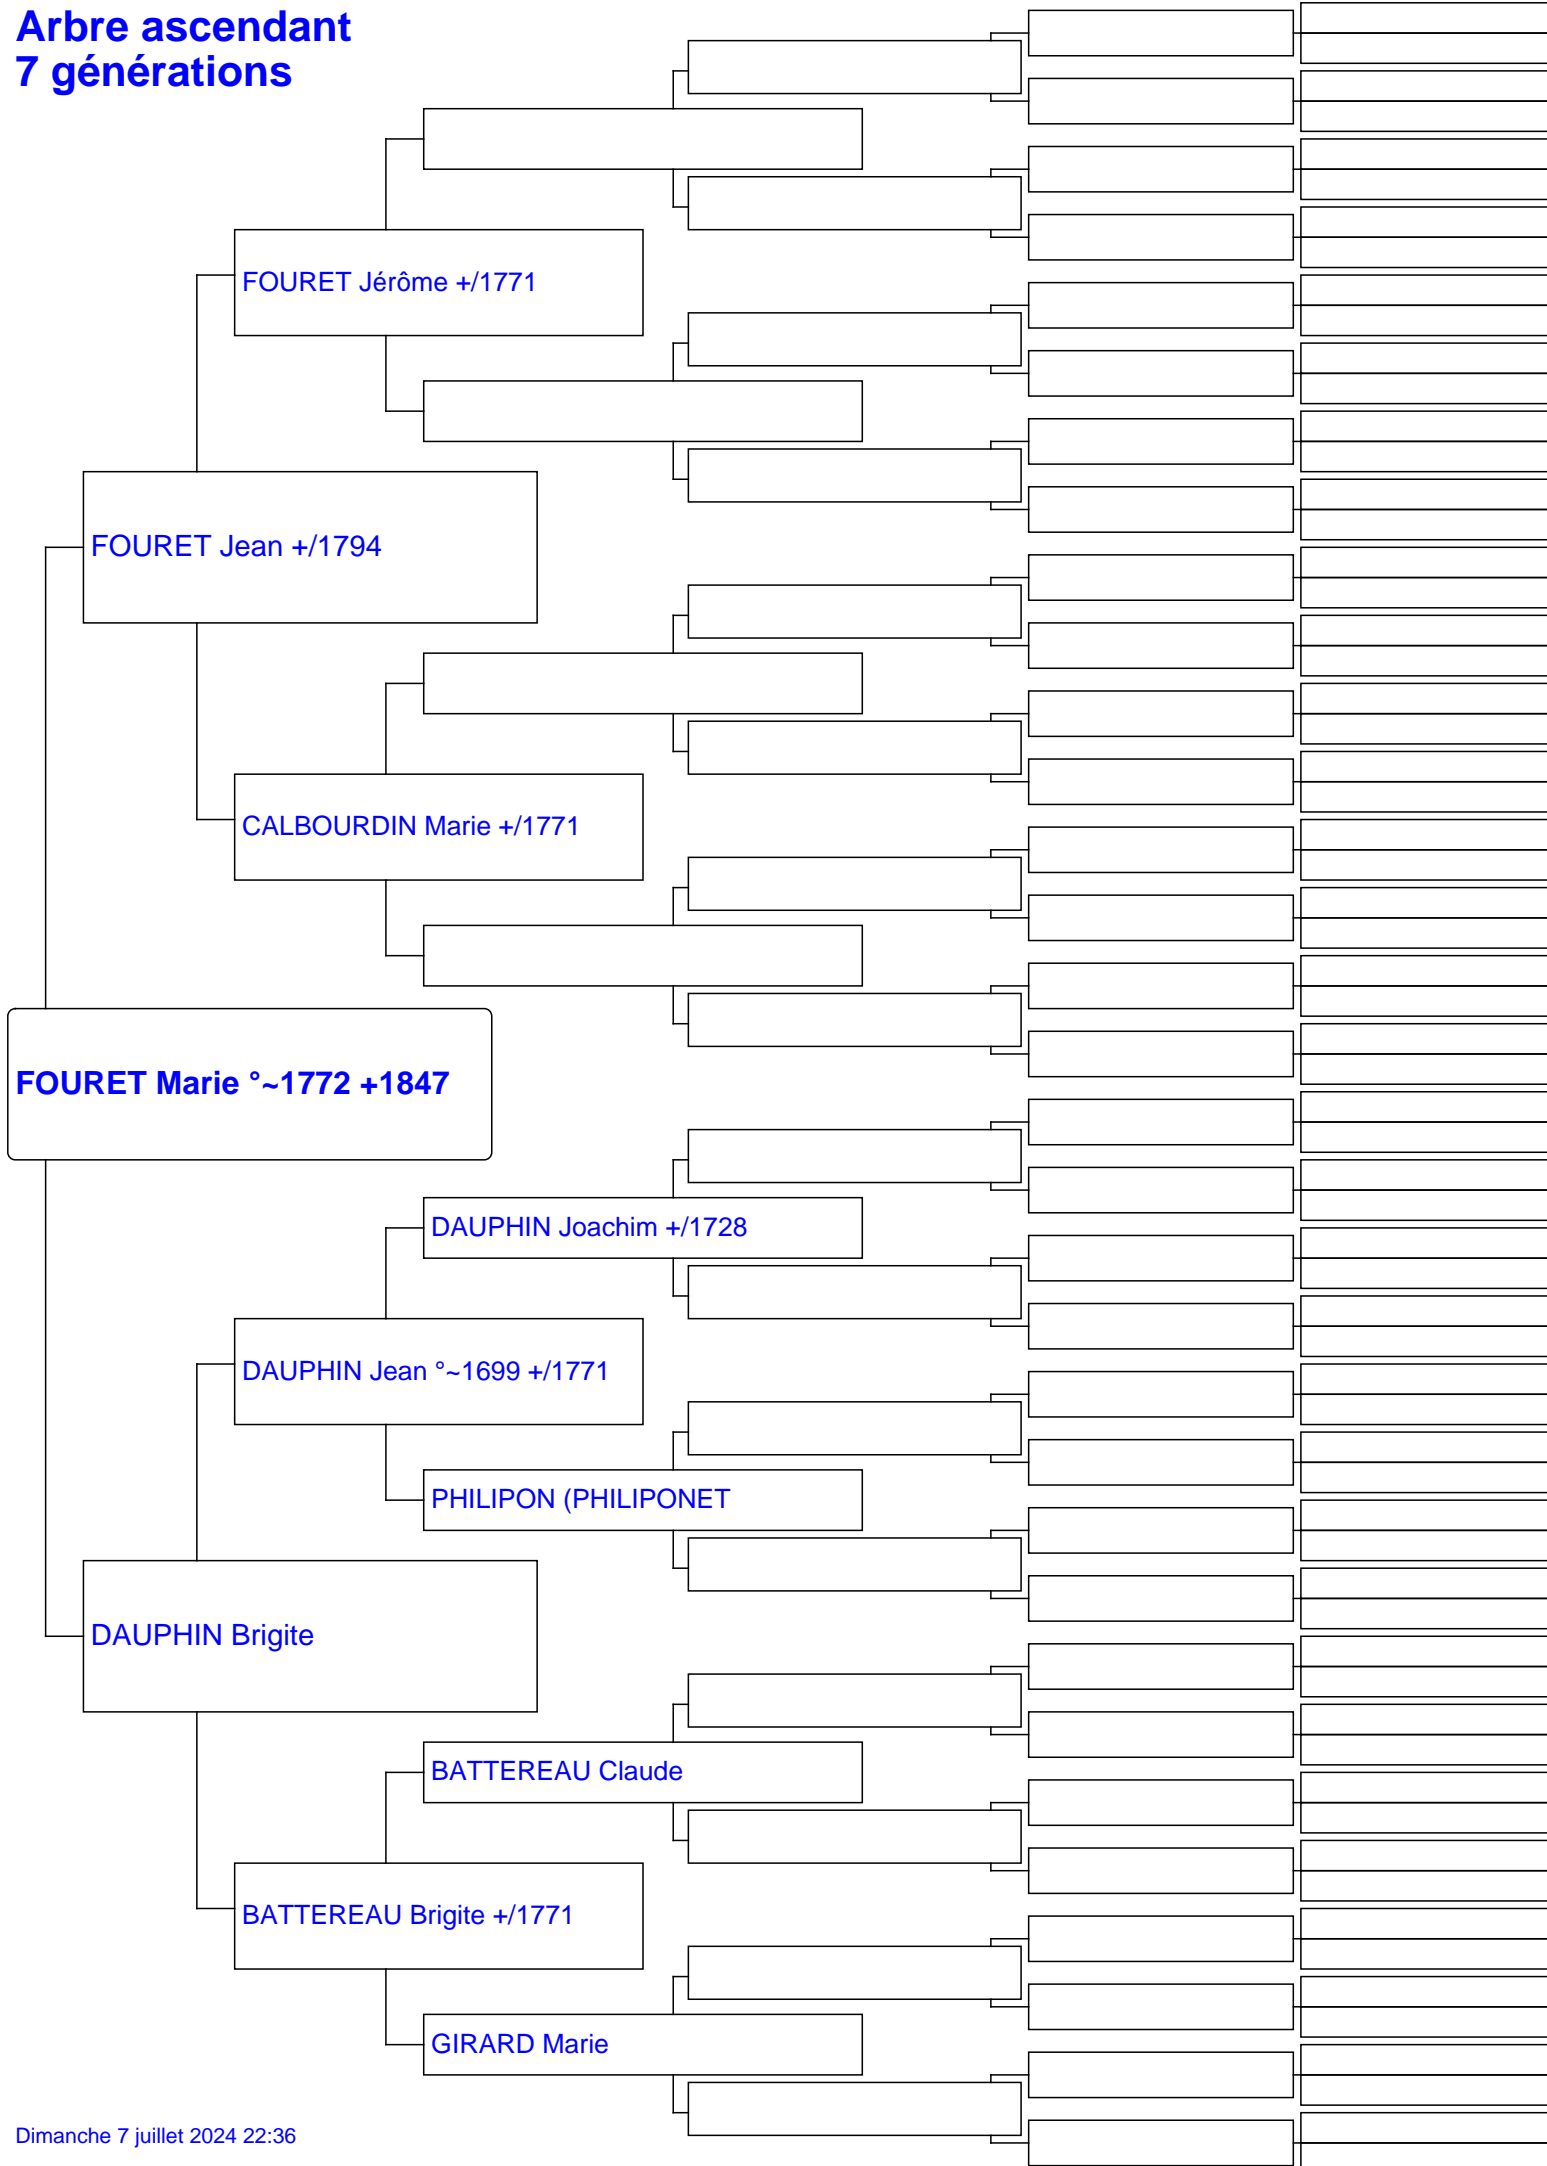 Arbre ascendant
7 générations
FOURET Jérôme +/1771
FOURET Jean +/1794
CALBOURDIN Marie +/1771
FOURET Marie °~1772 +1847
DAUPHIN Joachim +/1728
DAUPHIN Jean °~1699 +/1771
PHILIPON (PHILIPONET
DAUPHIN Brigite
BATTEREAU Claude
BATTEREAU Brigite +/1771
GIRARD Marie
Dimanche 7 juillet 2024 22:36